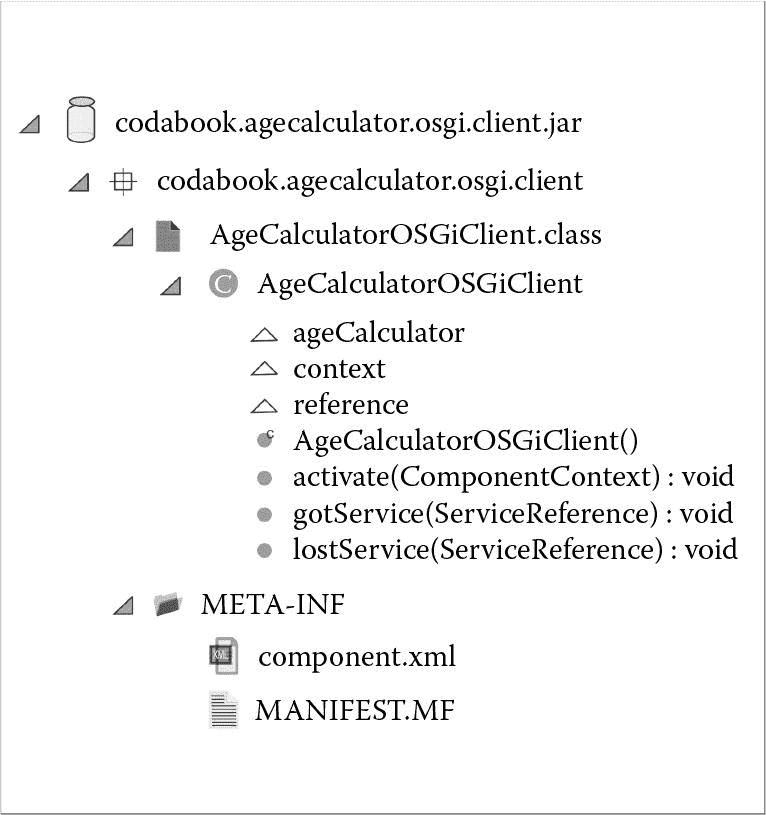 codabook.agecalculator.osgi.client.jar
codabook.agecalculator.osgi.client
AgeCalculatorOSGiClient.class
C AgeCalculatorOSGiClient
ageCalculator
context
reference
c AgeCalculatorOSGiClient()
activate(ComponentContext) : void
gotService(ServiceReference) : void
lostService(ServiceReference) : void
META-INF
XML component.xml
MANIFEST.MF